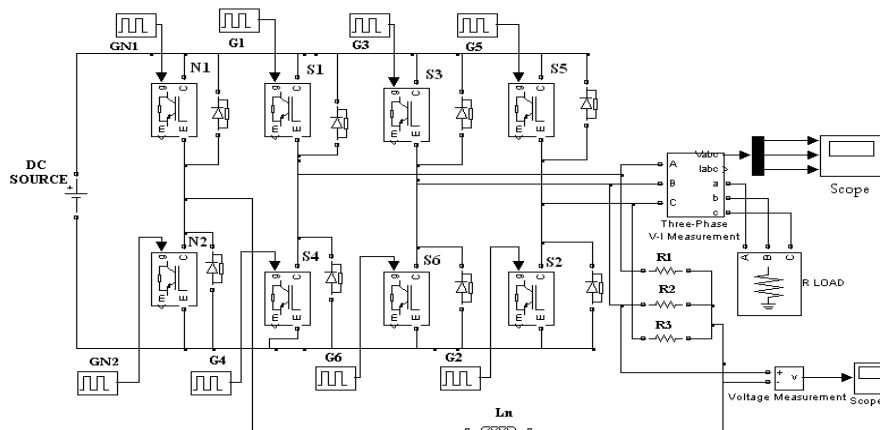 GN1
G1
G3
G5
N1
S1
S3
S5
g C
m E
g C
m E
g C
m E
g C
m E
DC
SOURCE
+
A
B
C
Vabc
Iabc
a
b
c
Three-Phase
V-I Measurement
Scope
N2
S4
S6
S2
g C
m E
g C
m E
g C
m E
g C
m E
R1
R2
R3
A B C
R LOAD
GN2
G4
G6
G2
+
-
v
Voltage Measurement
Scope
Ln